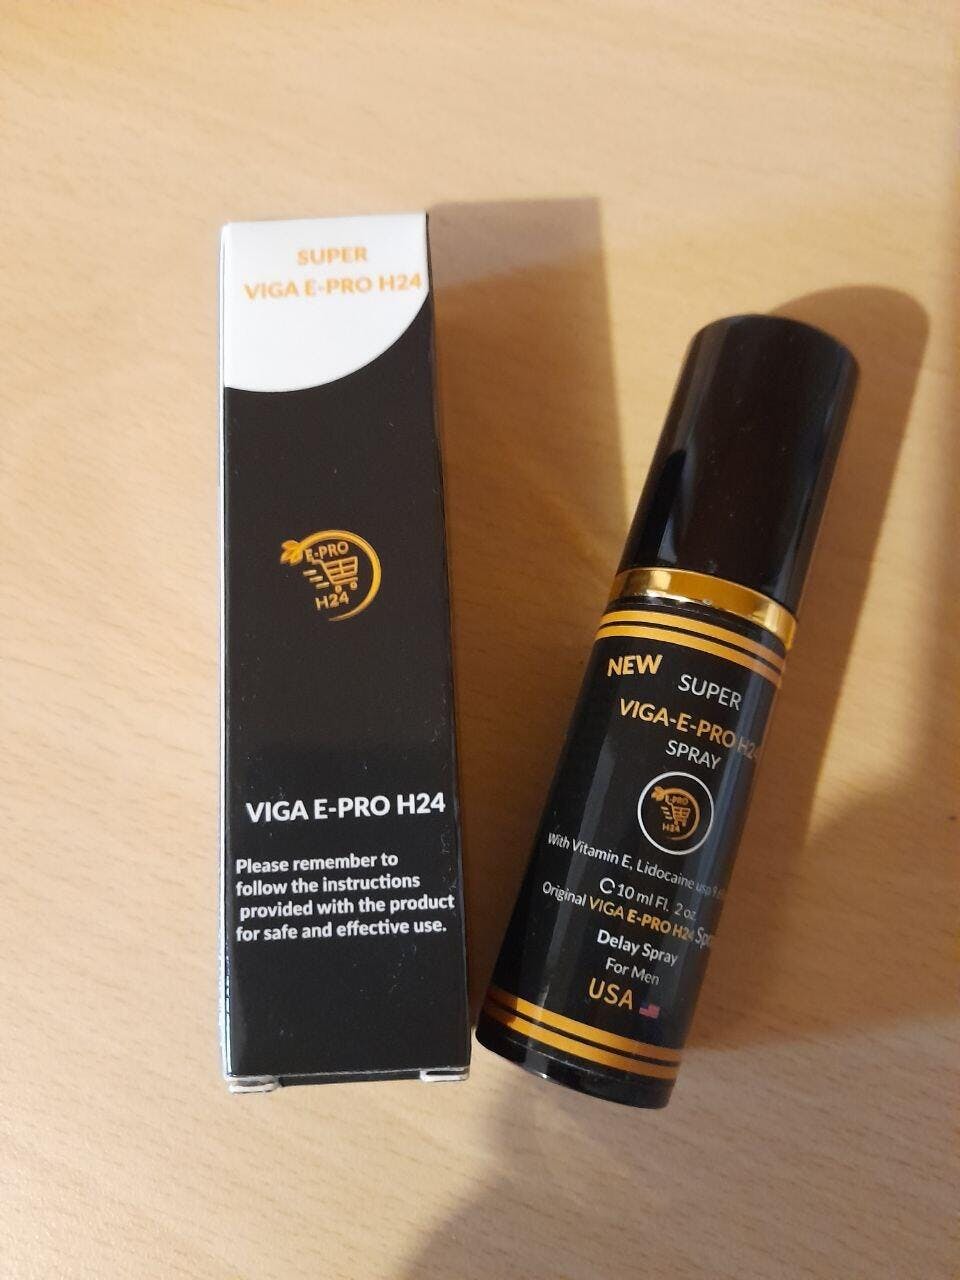 SUPER
VIGA E-PRO H24
E-PRO
H24
VIGA E-PRO H24
Please remember to
follow the instructions
provided with the product
for safe and effective use.
NEW SUPER
VIGA-E-PRO H24
SPRAY
E-PRO
H24
With Vitamin E, Lidocaine usp
10 ml Fl. 2 oz
Original VIGA E-PRO H24
Delay Spray
For Men
USA